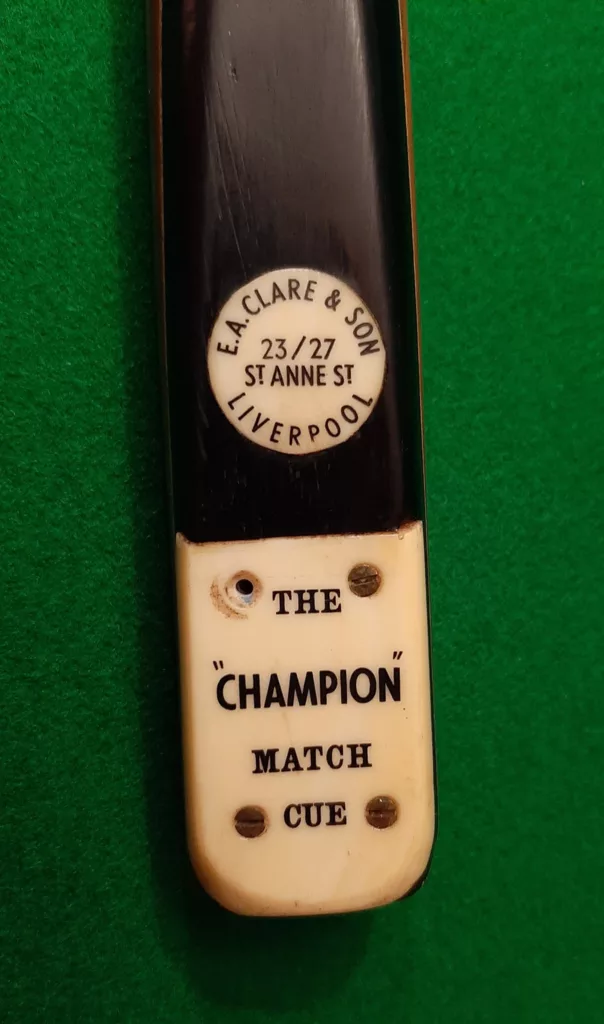 E.A. CLARE & SON
23/27
ST ANNE ST
LIVERPOOL
THE
"CHAMPION"
MATCH
CUE